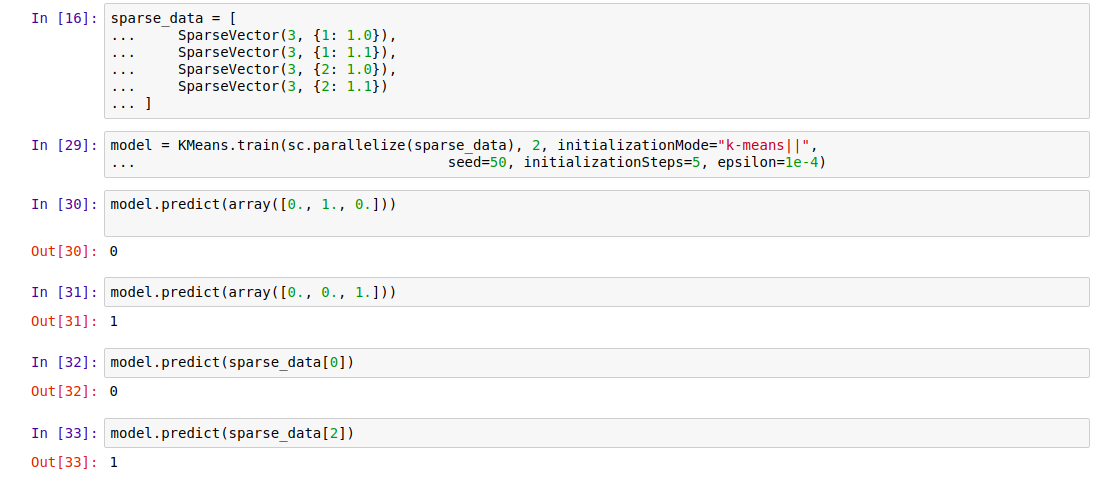 In [16]: sparse_data = [
...     SparseVector(3, {1: 1.0}),
...     SparseVector(3, {1: 1.1}),
...     SparseVector(3, {2: 1.0}),
...     SparseVector(3, {2: 1.1})
... ]
In [29]: model = KMeans.train(sc.parallelize(sparse_data), 2, initializationMode="k-means||",
...                                     seed=50, initializationSteps=5, epsilon=1e-4)
In [30]: model.predict(array([0., 1., 0.]))
Out[30]: 0
In [31]: model.predict(array([0., 0., 1.]))
Out[31]: 1
In [32]: model.predict(sparse_data[0])
Out[32]: 0
In [33]: model.predict(sparse_data[2])
Out[33]: 1